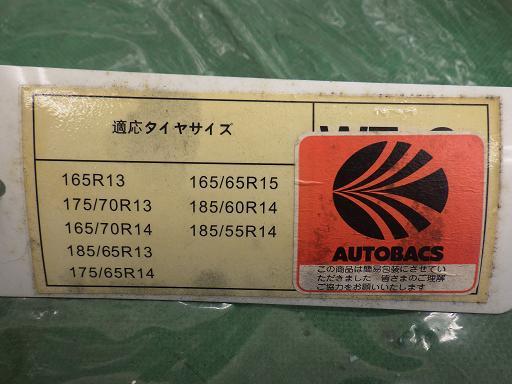 適応タイヤサイズ
165R13
175/70R13
165/70R14
185/65R13
175/65R14
165/65R15
185/60R14
185/55R14
AUTOBACS
この商品は簡易包装にさせてい
ただきました 皆さまのご理解
ご協力をお願いいたします